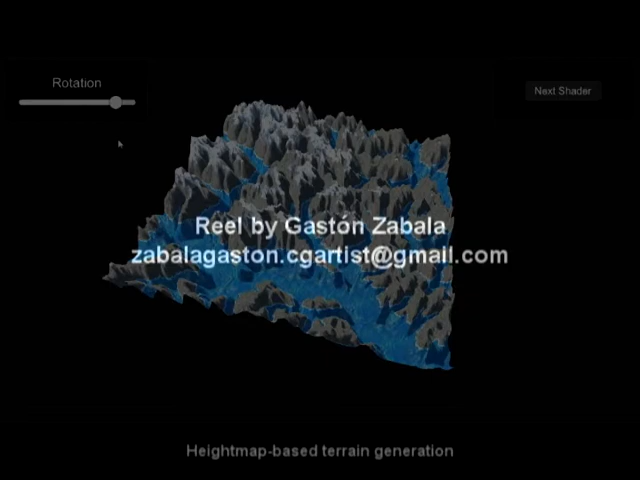 Rotation
Next Shader
Reel by Gastón Zabala
zabalagaston.cgartist@gmail.com
Heightmap-based terrain generation